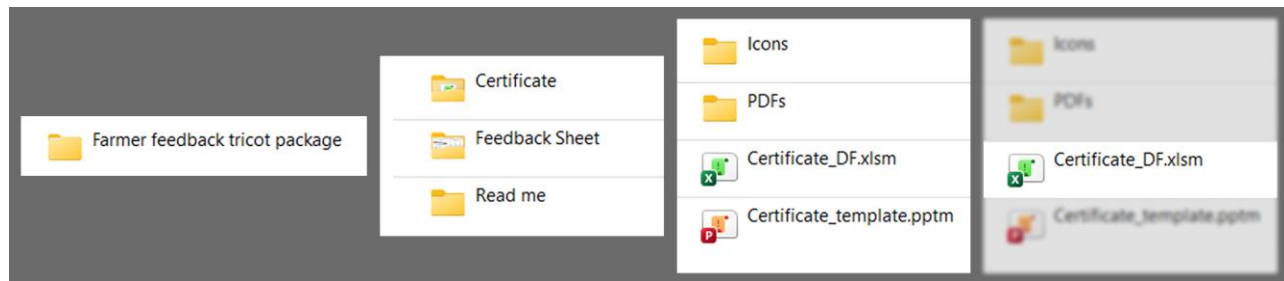 Farmer feedback tricot package
Certificate
Feedback Sheet
Read me
Icons
PDFs
Certificate_DF.xlsm
Certificate_template.pptm
Icons
PDFs
Certificate_DF.xlsm
Certificate_template.pptm